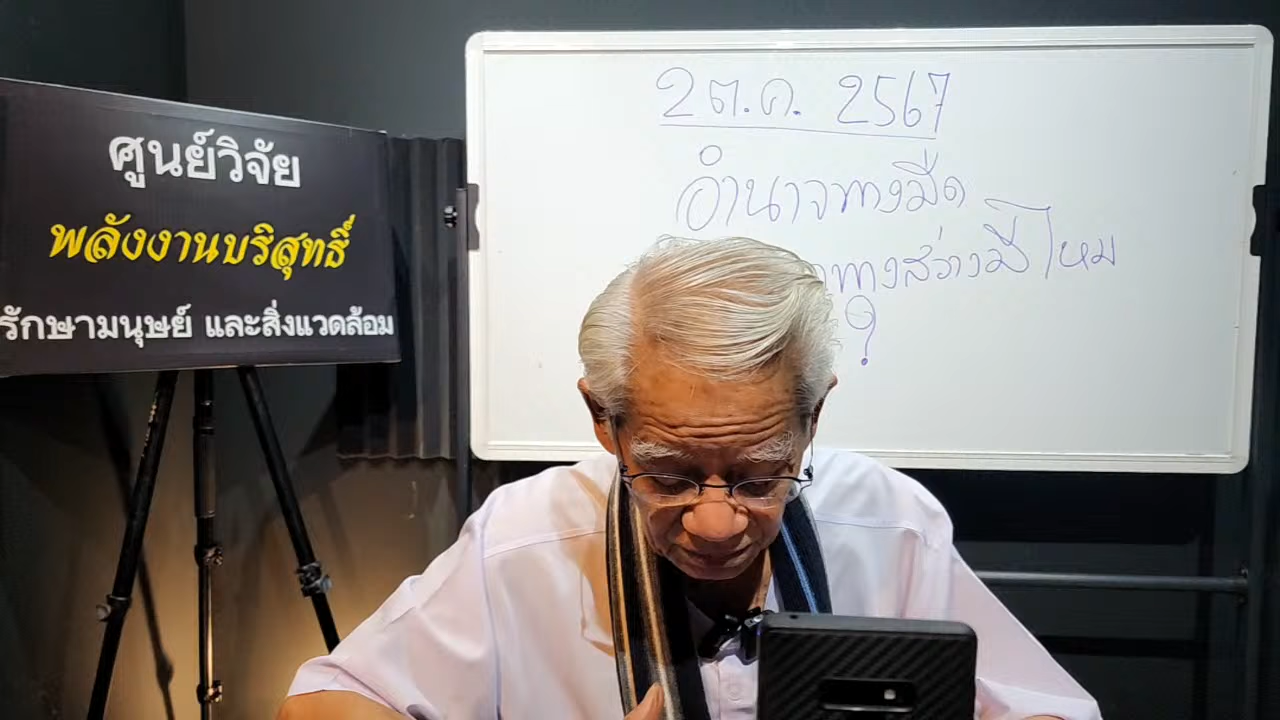 ศูนย์วิจัย
พลังงานบริสุทธิ์
รักษามนุษย์ และสิ่งแวดล้อม
2 ต.ค. 2567
อำนาจทางมืด
ทางสว่างมีไหม
?